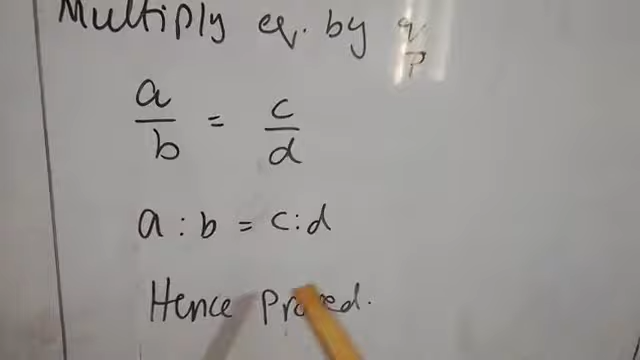 Multiply eq. by q/p
a/b = c/d
a : b = c : d
Hence Proved.